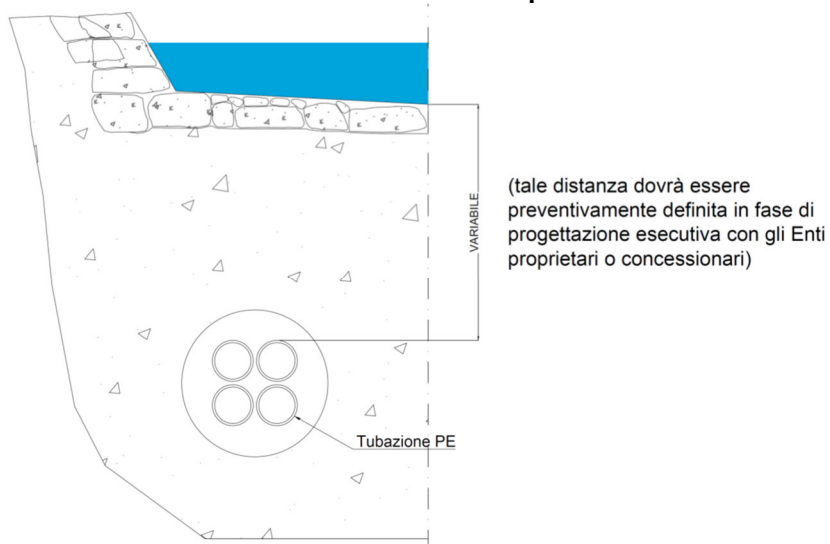 VARIABILE
(tale distanza dovrà essere
preventivamente definita in fase di
progettazione esecutiva con gli Enti
proprietari o concessionari)
Tubazione PE